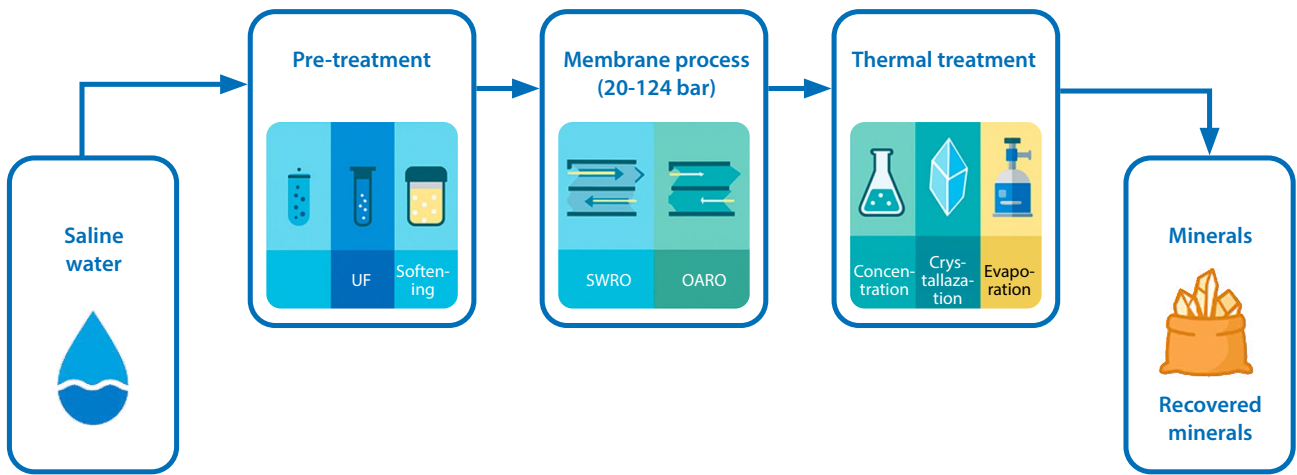 Saline
water
Pre-treatment
UF
Soften-
ing
Membrane process
(20-124 bar)
SWRO
OARO
Thermal treatment
Concen-
tration
Crys-
tallaza-
tion
Evapo-
ration
Minerals
Recovered
minerals